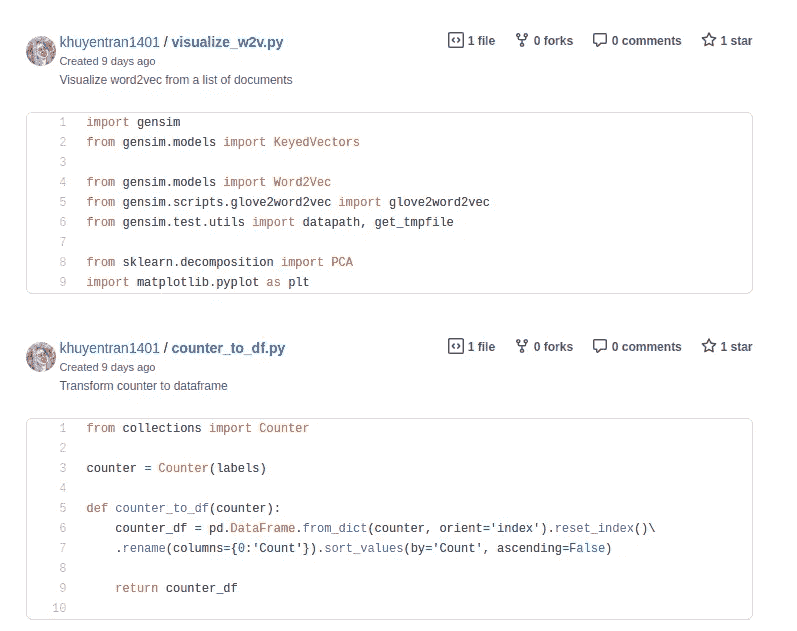 khuyentran1401 / visualize_w2v.py
1 file 0 forks 0 comments 1 star
Created 9 days ago
Visualize word2vec from a list of documents
1 import gensim
2 from gensim.models import KeyedVectors
3
4 from gensim.models import Word2Vec
5 from gensim.scripts.glove2word2vec import glove2word2vec
6 from gensim.test.utils import datapath, get_tmpfile
7
8 from sklearn.decomposition import PCA
9 import matplotlib.pyplot as plt
khuyentran1401 / counter_to_df.py
1 file 0 forks 0 comments 1 star
Created 9 days ago
Transform counter to dataframe
1 from collections import Counter
2
3 counter = Counter(labels)
4
5 def counter_to_df(counter):
6     counter_df = pd.DataFrame.from_dict(counter, orient='index').reset_index()\
7     .rename(columns={0:'Count'}).sort_values(by='Count', ascending=False)
8
9     return counter_df
10